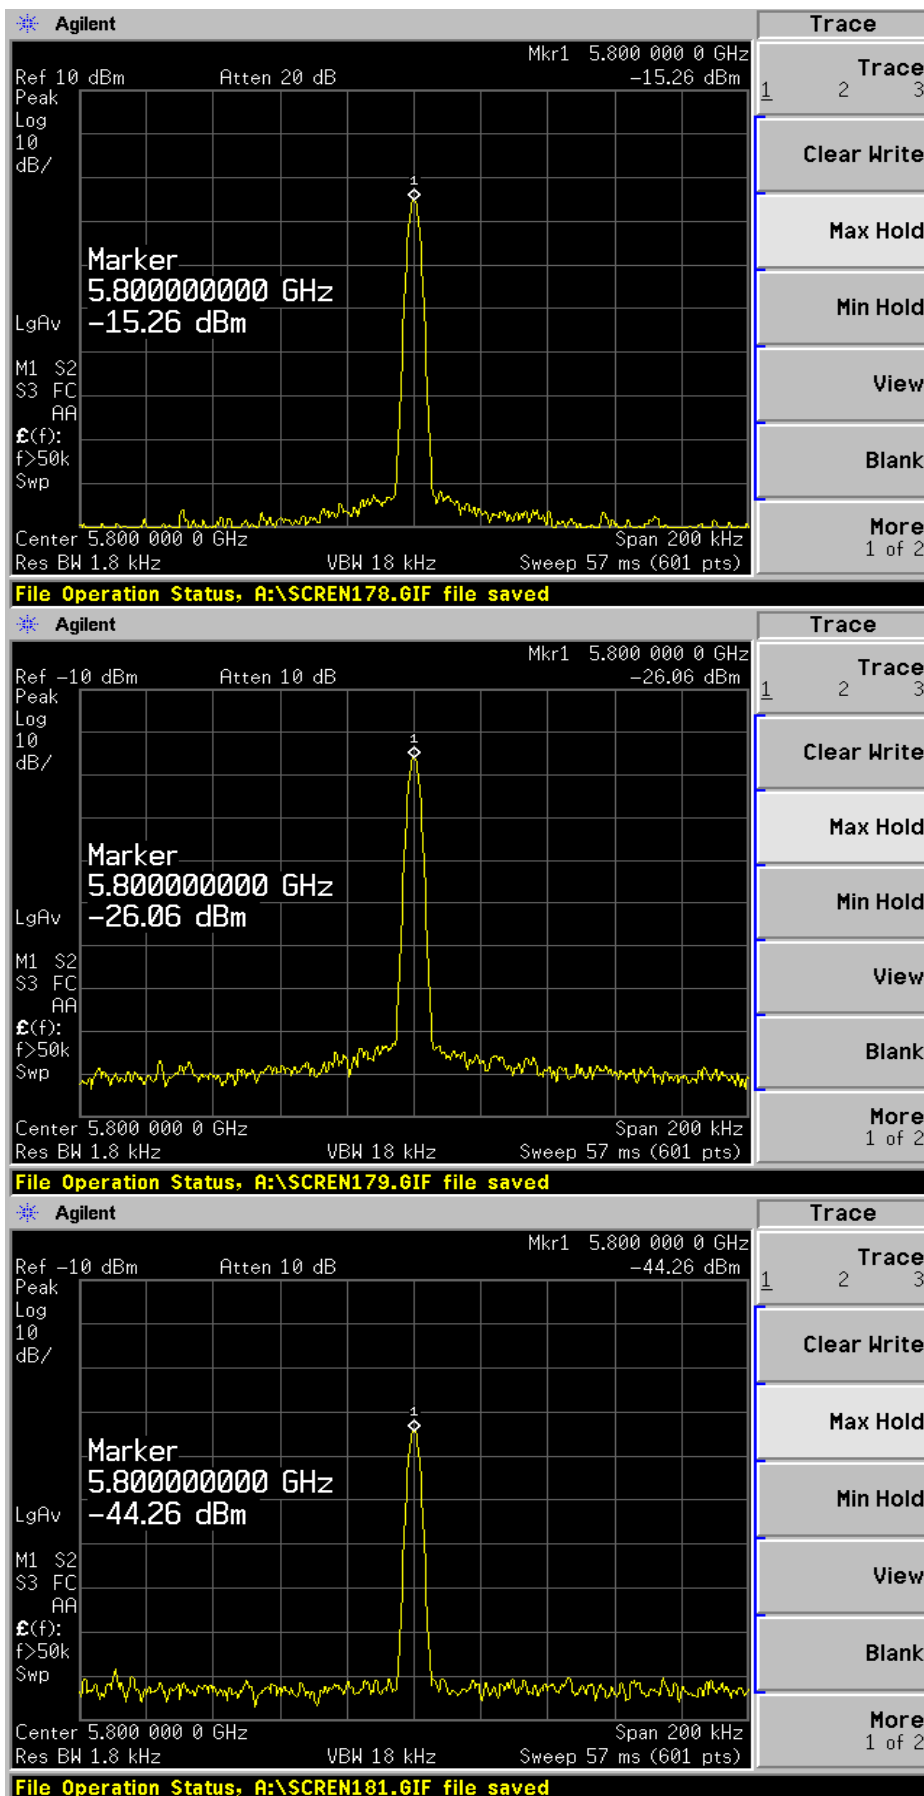 Agilent
Trace
Mkr1 5.800 000 0 GHz
Ref 10 dBm Atten 20 dB -15.26 dBm
Peak
Log
10
dB/
1
Marker
5.800000000 GHz
-15.26 dBm
LgAv
M1 S2
S3 FC
AA
£(f):
f>50k
Swp
Center 5.800 000 0 GHz Span 200 kHz
Res BW 1.8 kHz VBW 18 kHz Sweep 57 ms (601 pts)
Trace
1 2 3
Clear Write
Max Hold
Min Hold
View
Blank
More
1 of 2
File Operation Status, A:\SCREN178.GIF file saved
Agilent
Trace
Mkr1 5.800 000 0 GHz
Ref -10 dBm Atten 10 dB -26.06 dBm
Peak
Log
10
dB/
1
Marker
5.800000000 GHz
-26.06 dBm
LgAv
M1 S2
S3 FC
AA
£(f):
f>50k
Swp
Center 5.800 000 0 GHz Span 200 kHz
Res BW 1.8 kHz VBW 18 kHz Sweep 57 ms (601 pts)
Trace
1 2 3
Clear Write
Max Hold
Min Hold
View
Blank
More
1 of 2
File Operation Status, A:\SCREN179.GIF file saved
Agilent
Trace
Mkr1 5.800 000 0 GHz
Ref -10 dBm Atten 10 dB -44.26 dBm
Peak
Log
10
dB/
1
Marker
5.800000000 GHz
-44.26 dBm
LgAv
M1 S2
S3 FC
AA
£(f):
f>50k
Swp
Center 5.800 000 0 GHz Span 200 kHz
Res BW 1.8 kHz VBW 18 kHz Sweep 57 ms (601 pts)
Trace
1 2 3
Clear Write
Max Hold
Min Hold
View
Blank
More
1 of 2
File Operation Status, A:\SCREN181.GIF file saved